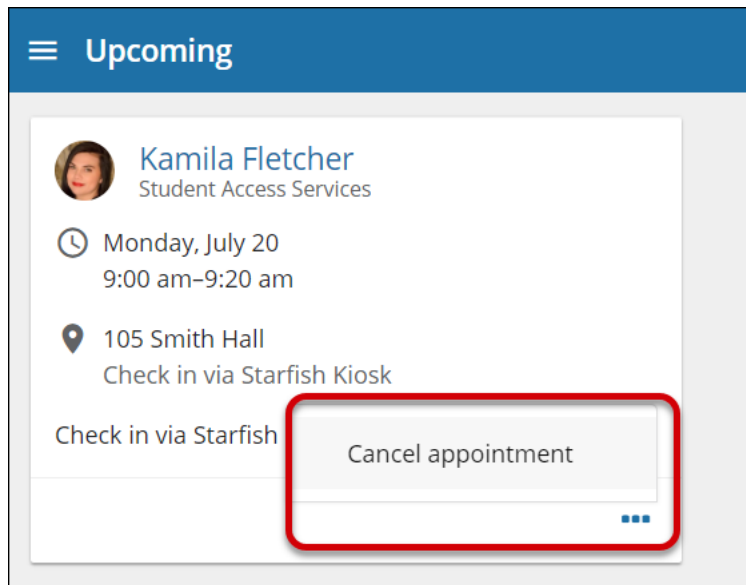 Upcoming
Kamila Fletcher
Student Access Services
Monday, July 20
9:00 am–9:20 am
105 Smith Hall
Check in via Starfish Kiosk
Check in via Starfish
Cancel appointment